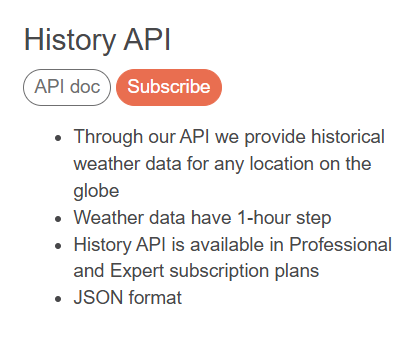 History API
API doc Subscribe
• Through our API we provide historical
weather data for any location on the
globe
• Weather data have 1-hour step
• History API is available in Professional
and Expert subscription plans
• JSON format